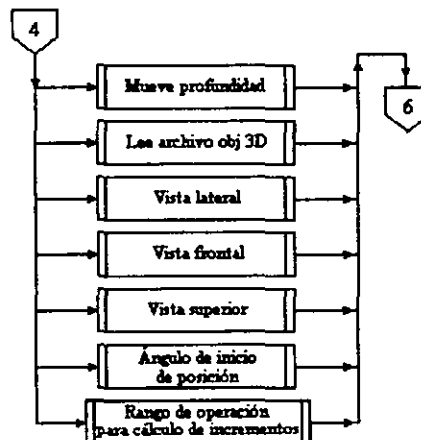 4
Mueve profundidad
6
Lee archivo obj 3D
Vista lateral
Vista frontal
Vista superior
Ángulo de inicio
de posición
Rango de operación
para cálculo de incrementos